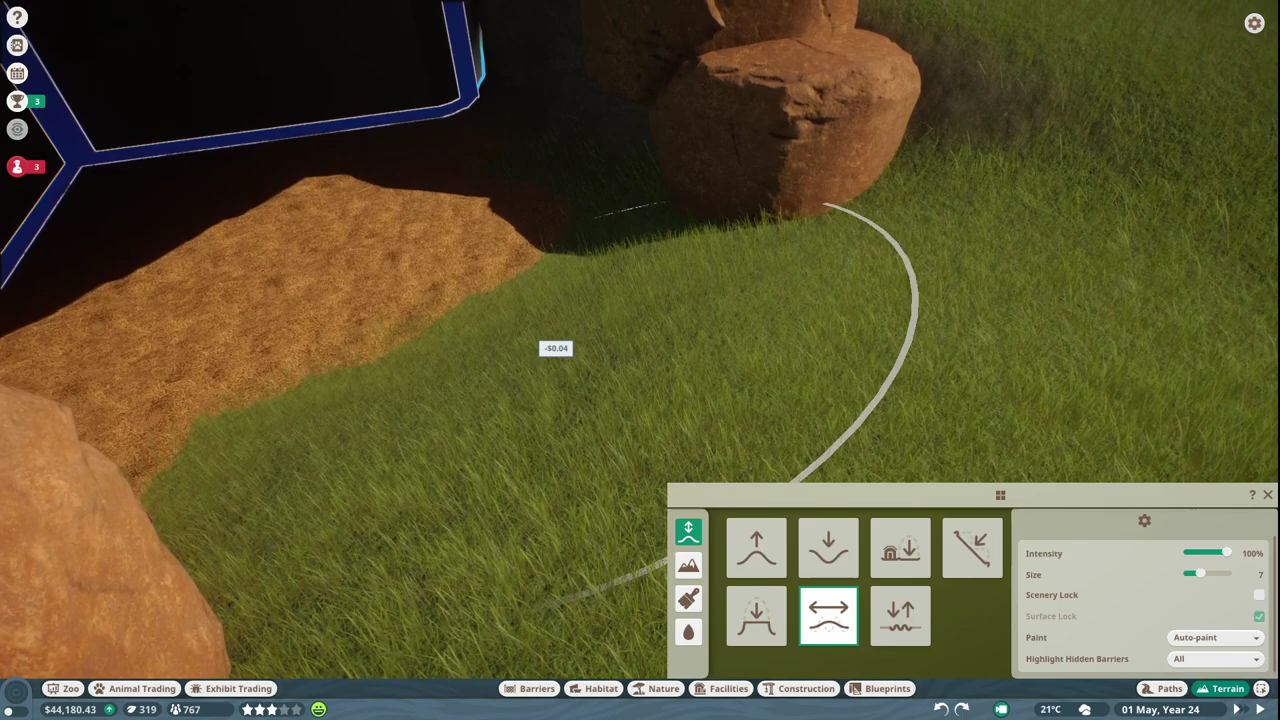 ?
3
3
-$0.04
? ×
Intensity 100%
Size 7
Scenery Lock
Surface Lock
Paint Auto-paint
Highlight Hidden Barriers All
Zoo Animal Trading Exhibit Trading Barriers Habitat Nature Facilities Construction Blueprints Paths Terrain
$44,180.43 319 767 21°C 01 May, Year 24